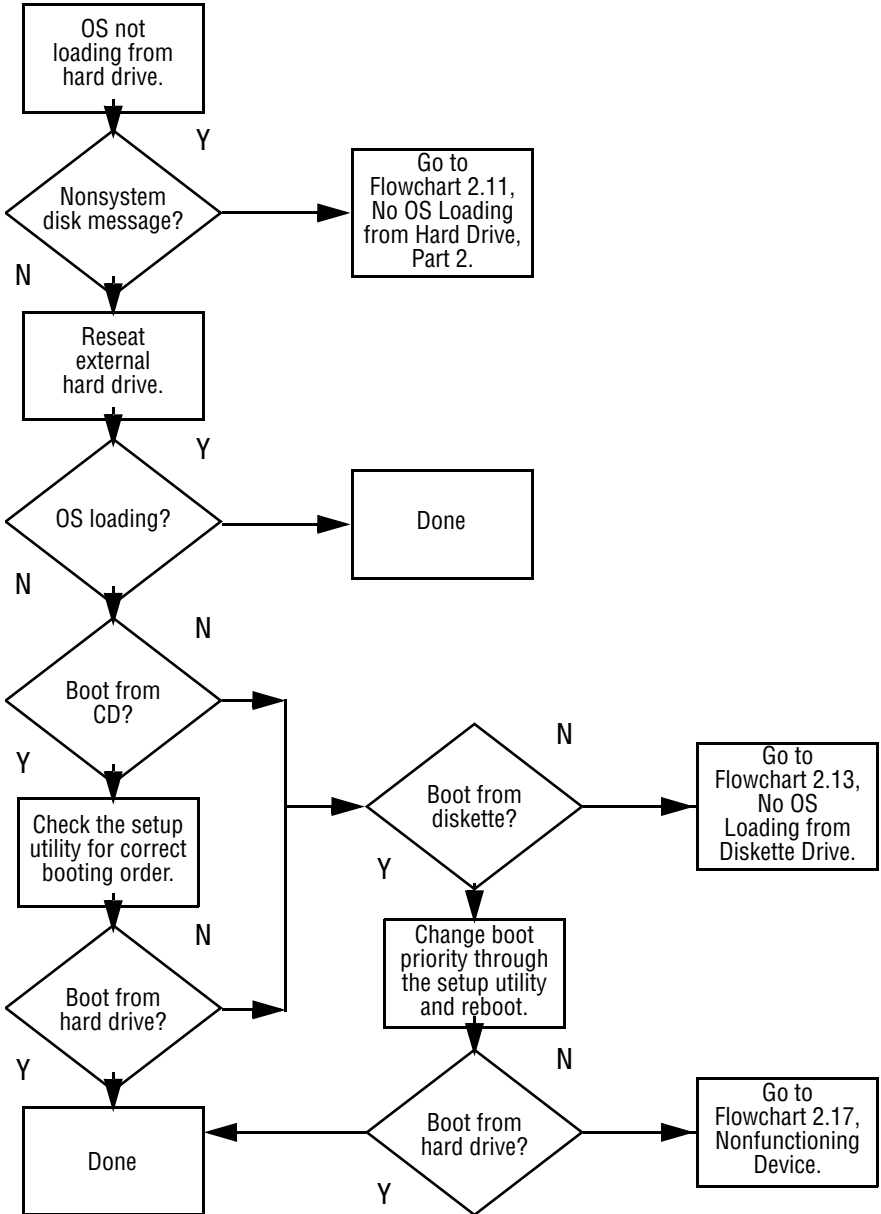 OS not
loading from
hard drive.
Y
Nonsystem
disk message?
Go to
Flowchart 2.11,
No OS Loading
from Hard Drive,
Part 2.
N
Reseat
external
hard drive.
Y
OS loading?
Done
N
N
Boot from
CD?
Y
N
Boot from
diskette?
Go to
Flowchart 2.13,
No OS
Loading from
Diskette Drive.
Check the setup
utility for correct
booting order.
Y
Change boot
priority through
the setup utility
and reboot.
N
Boot from
hard drive?
Y
N
Boot from
hard drive?
Go to
Flowchart 2.17,
Nonfunctioning
Device.
Done
Y